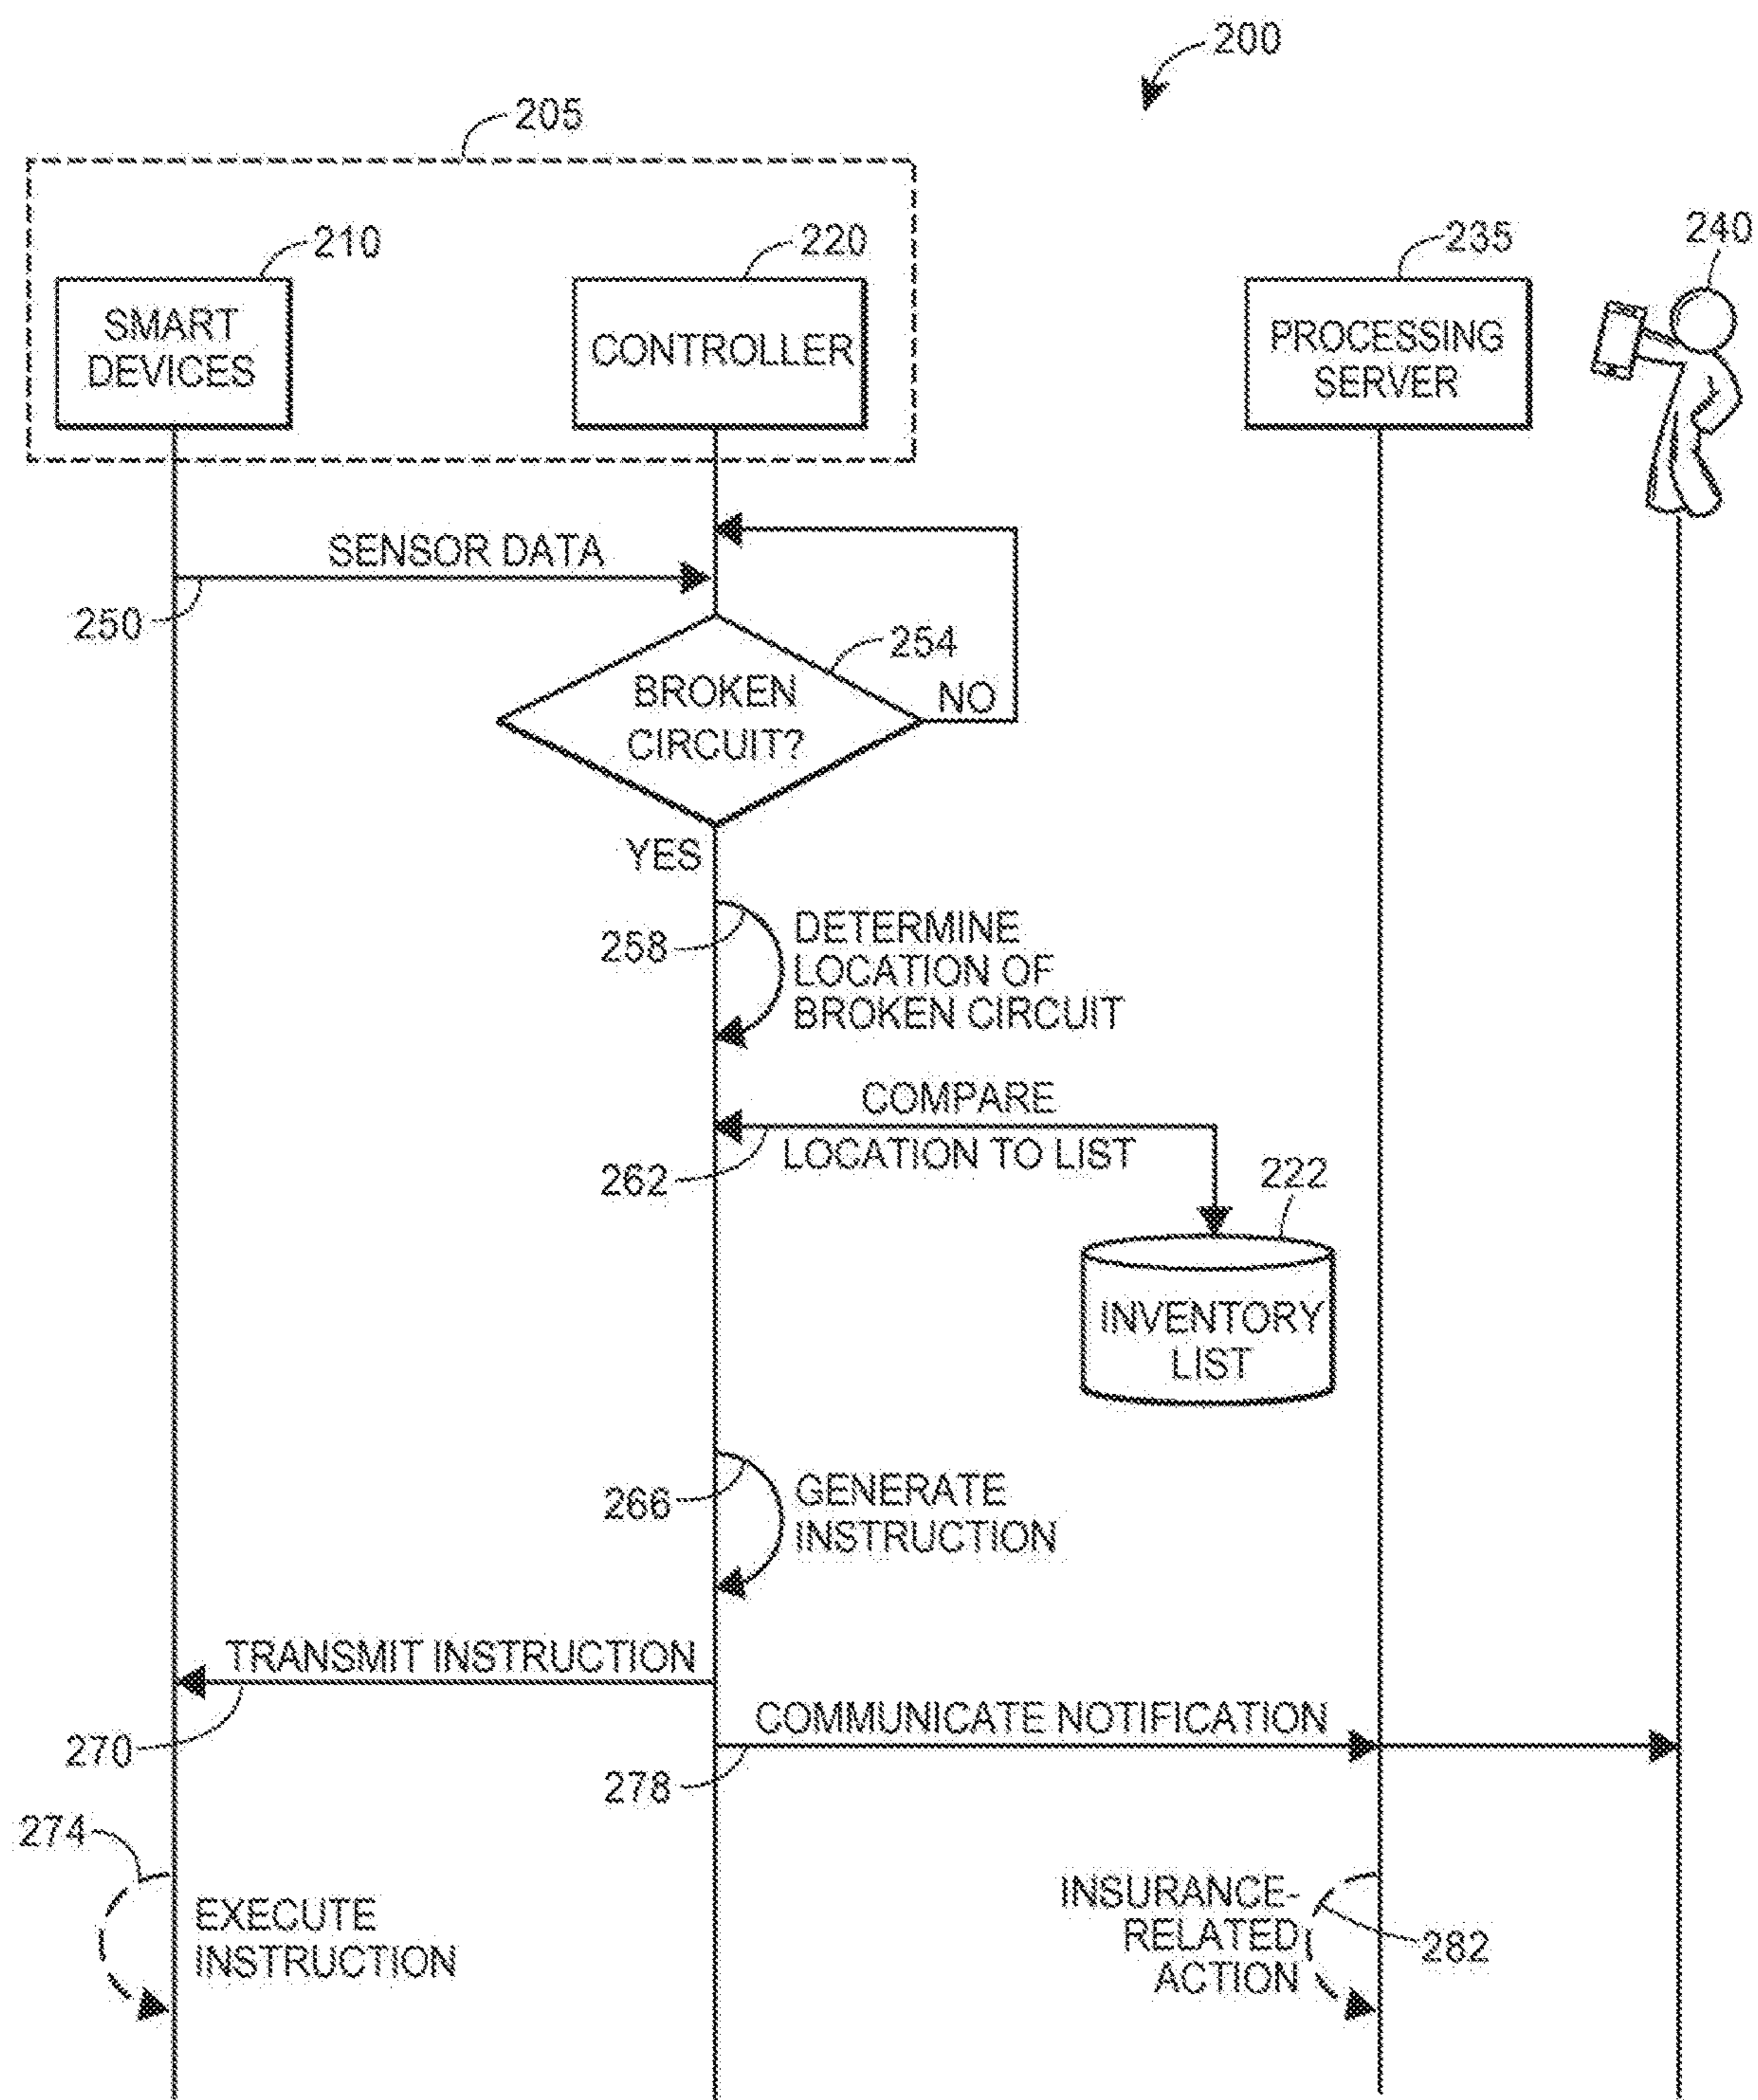 200
205
210
220
235
240
SMART
DEVICES
CONTROLLER
PROCESSING
SERVER
SENSOR DATA
250
254
BROKEN
CIRCUIT?
NO
YES
258
DETERMINE
LOCATION OF
BROKEN CIRCUIT
COMPARE
LOCATION TO LIST
262
222
INVENTORY
LIST
266
GENERATE
INSTRUCTION
TRANSMIT INSTRUCTION
270
COMMUNICATE NOTIFICATION
278
274
EXECUTE
INSTRUCTION
INSURANCE-
RELATED
ACTION
282